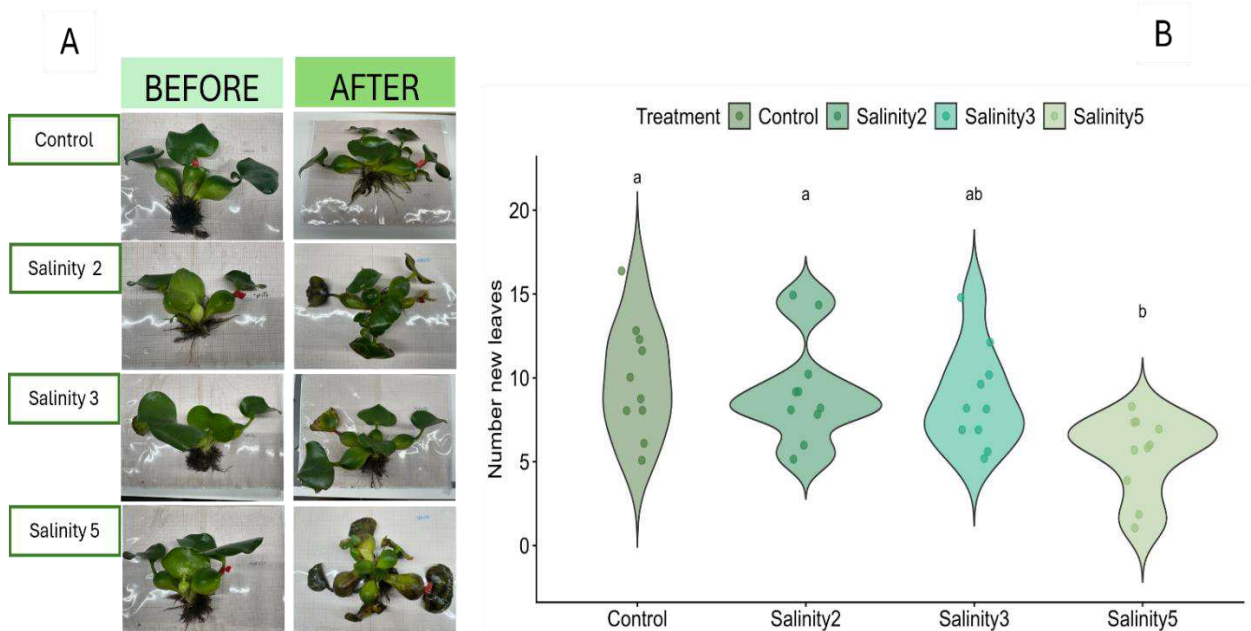 A
BEFORE AFTER
Control
Salinity 2
Salinity 3
Salinity 5
B
Treatment Control Salinity2 Salinity3 Salinity5
Number new leaves
20
15
10
5
0
a
a
ab
b
Control Salinity2 Salinity3 Salinity5